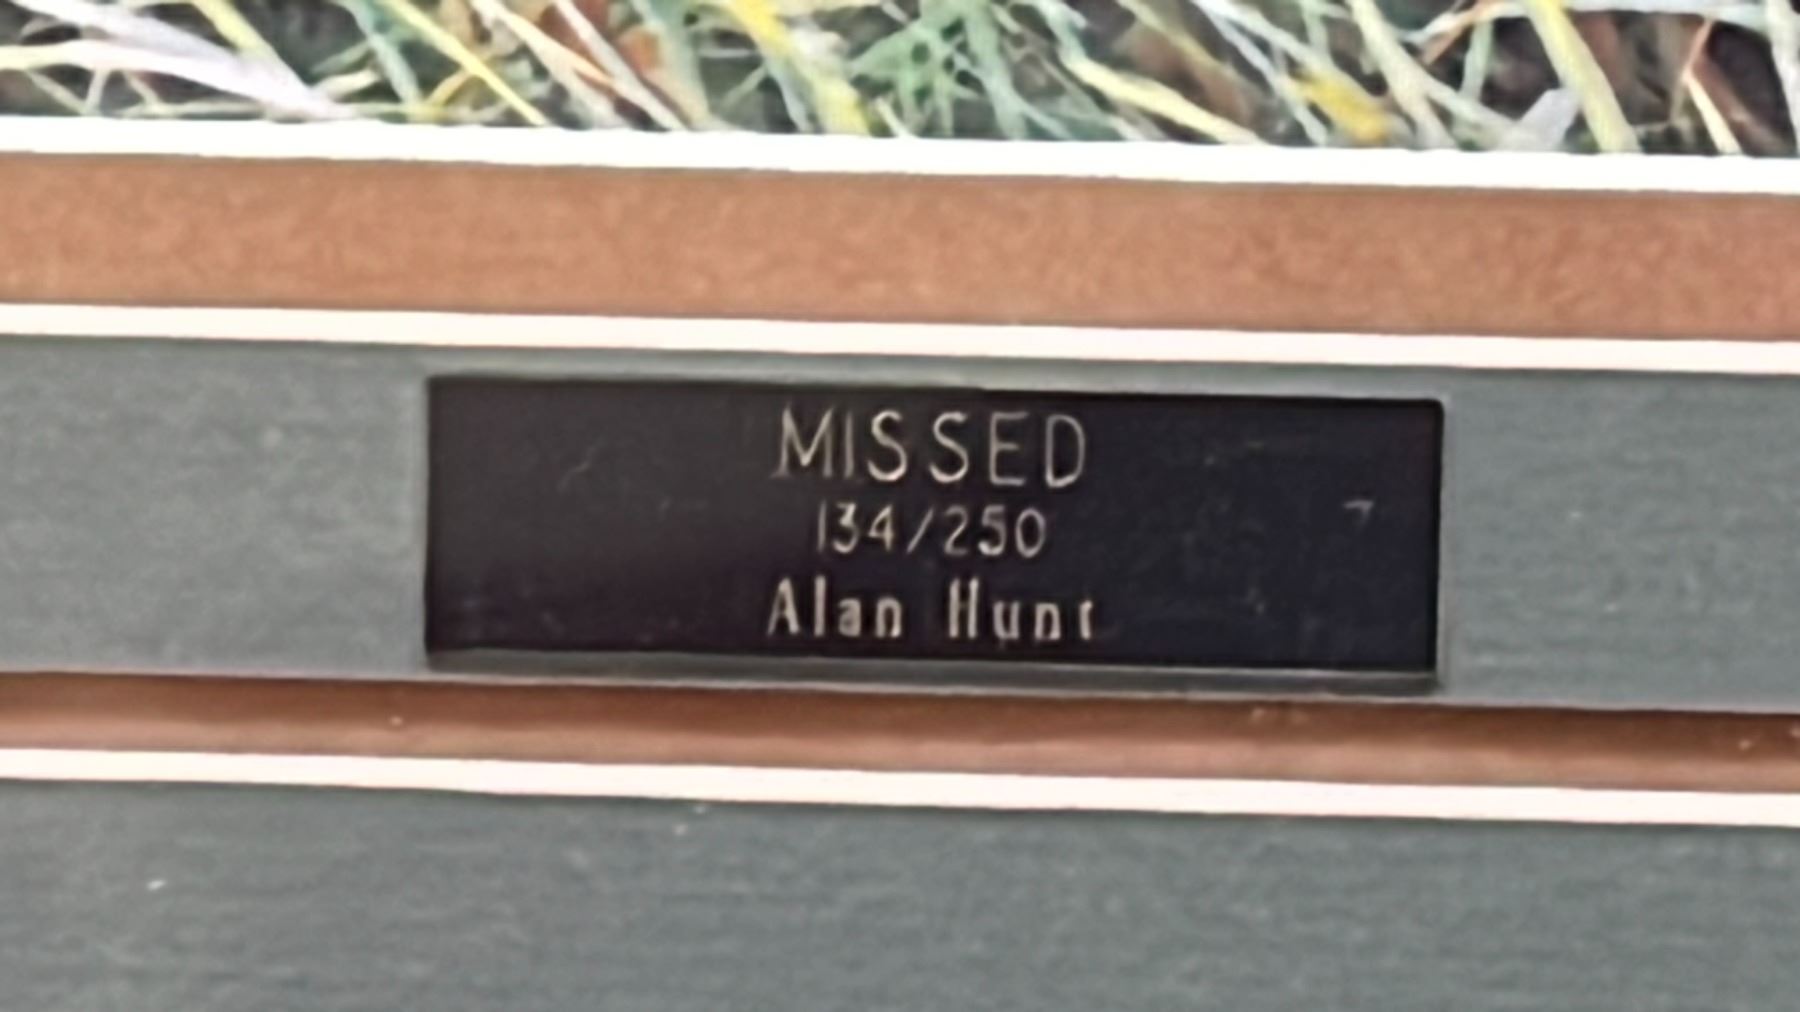 MISSED
134/250
Alan Hunt